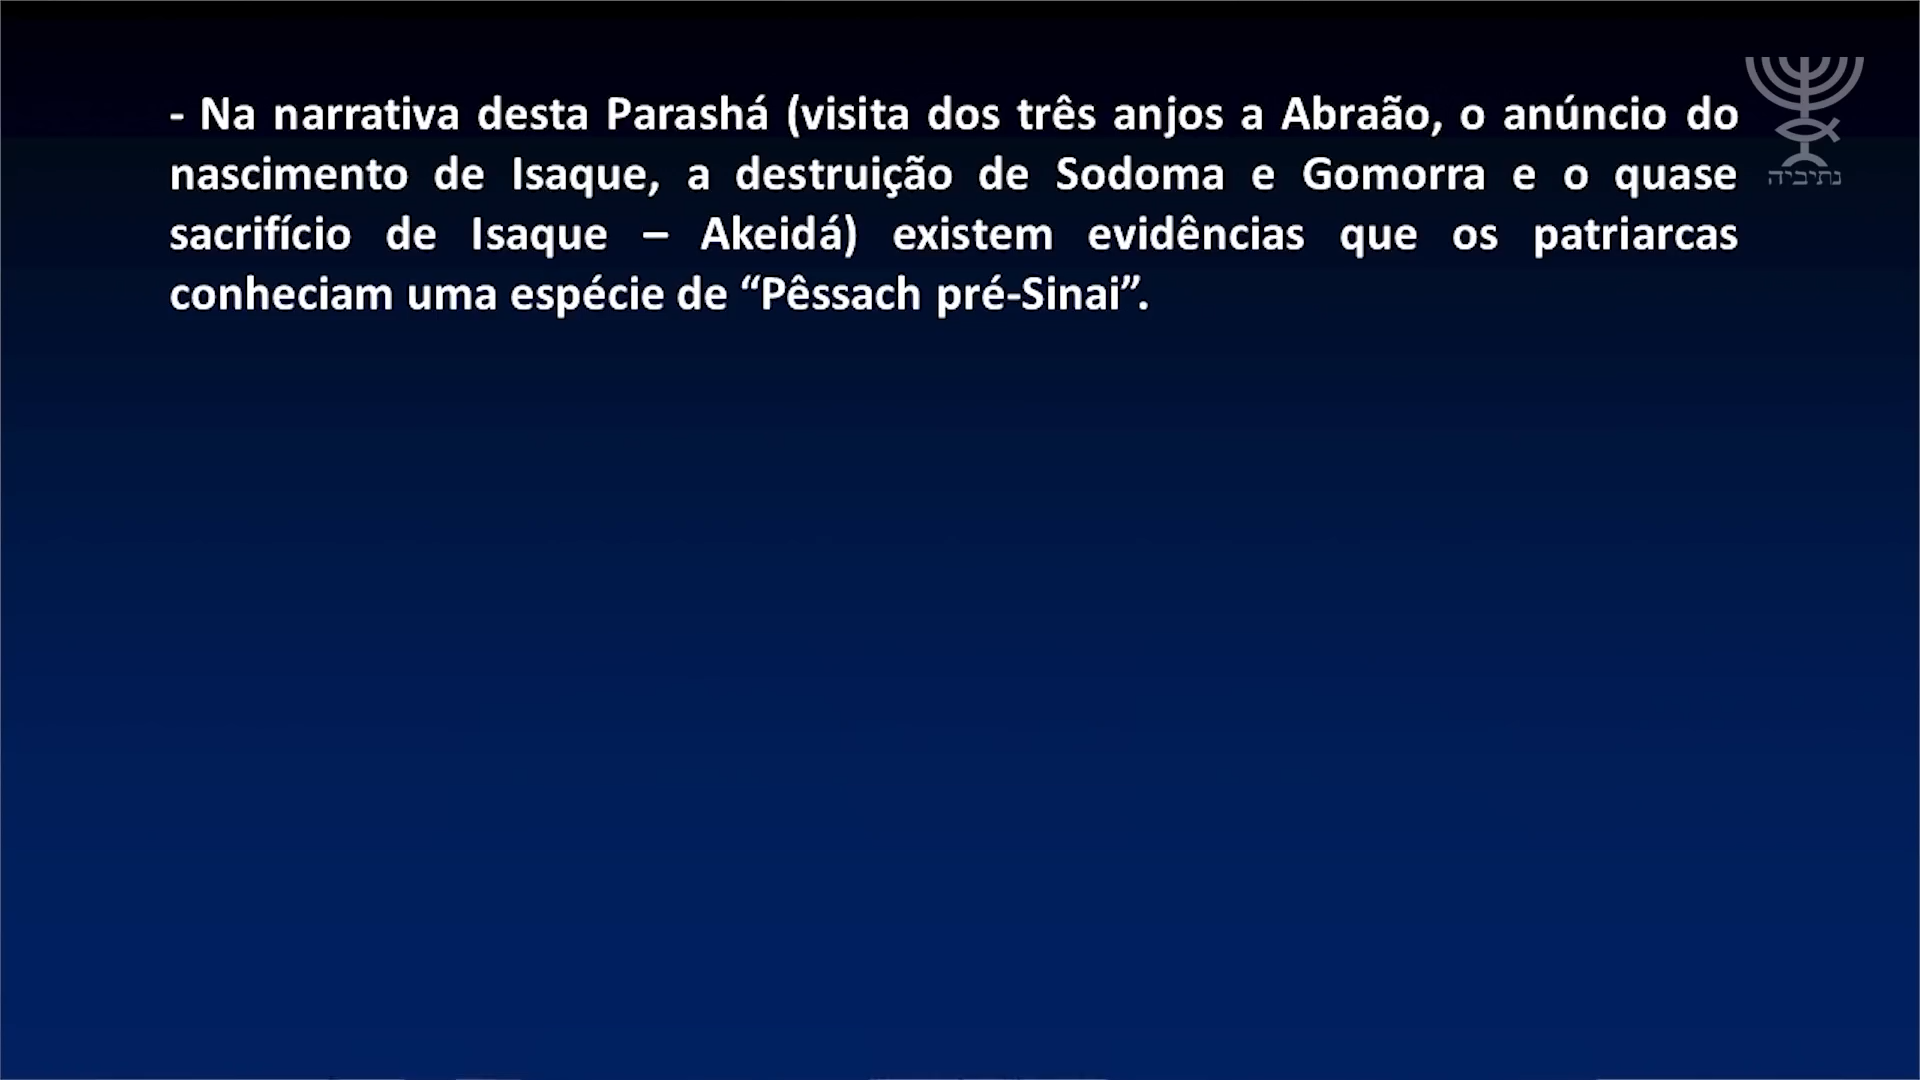 - Na narrativa desta Parashá (visita dos três anjos a Abraão, o anúncio do
nascimento de Isaque, a destruição de Sodoma e Gomorra e o quase
sacrifício de Isaque – Akeidá) existem evidências que os patriarcas
conheciam uma espécie de “Pêssach pré-Sinai”.
נתיביה